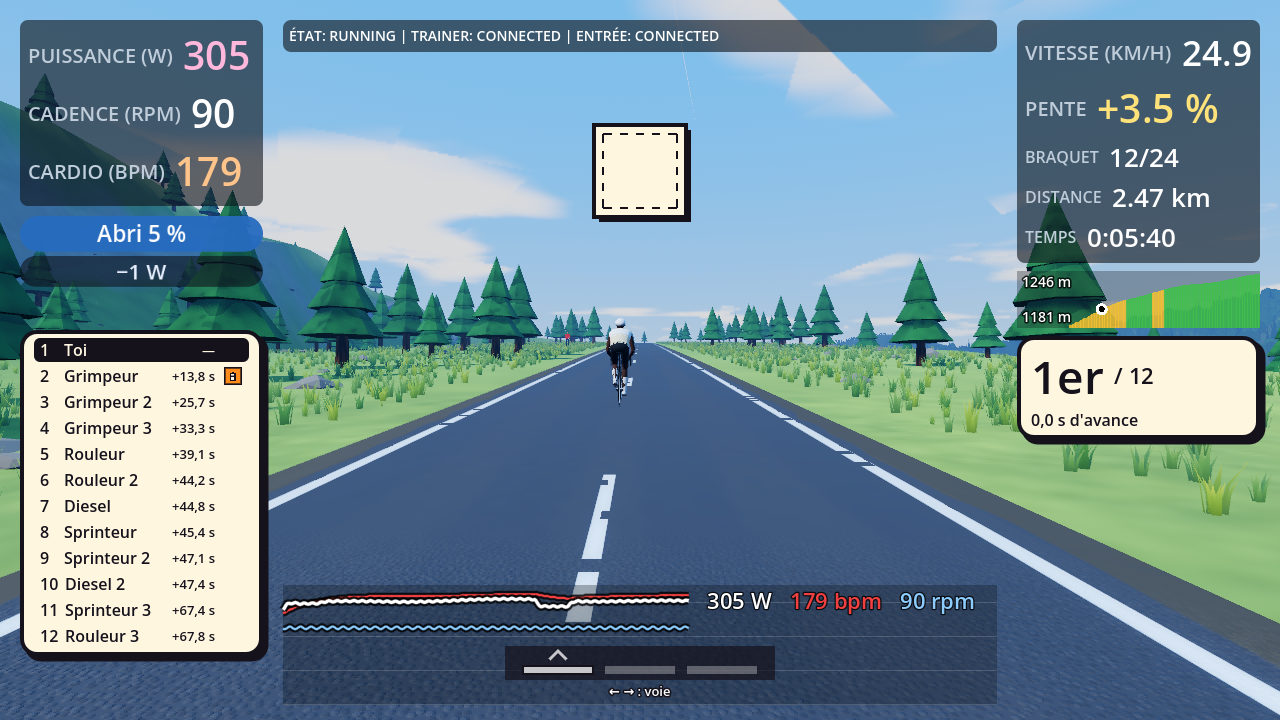 PUISSANCE (W) 305
CADENCE (RPM) 90
CARDIO (BPM) 179
Abri 5 %
−1 W
ÉTAT: RUNNING | TRAINER: CONNECTED | ENTRÉE: CONNECTED
VITESSE (KM/H) 24.9
PENTE +3.5 %
BRAQUET 12/24
DISTANCE 2.47 km
TEMPS 0:05:40
1246 m
1181 m
1er / 12
0,0 s d'avance
1 Toi —
2 Grimpeur +13,8 s
3 Grimpeur 2 +25,7 s
4 Grimpeur 3 +33,3 s
5 Rouleur +39,1 s
6 Rouleur 2 +44,2 s
7 Diesel +44,8 s
8 Sprinteur +45,4 s
9 Sprinteur 2 +47,1 s
10 Diesel 2 +47,4 s
11 Sprinteur 3 +67,4 s
12 Rouleur 3 +67,8 s
305 W 179 bpm 90 rpm
← → : voie